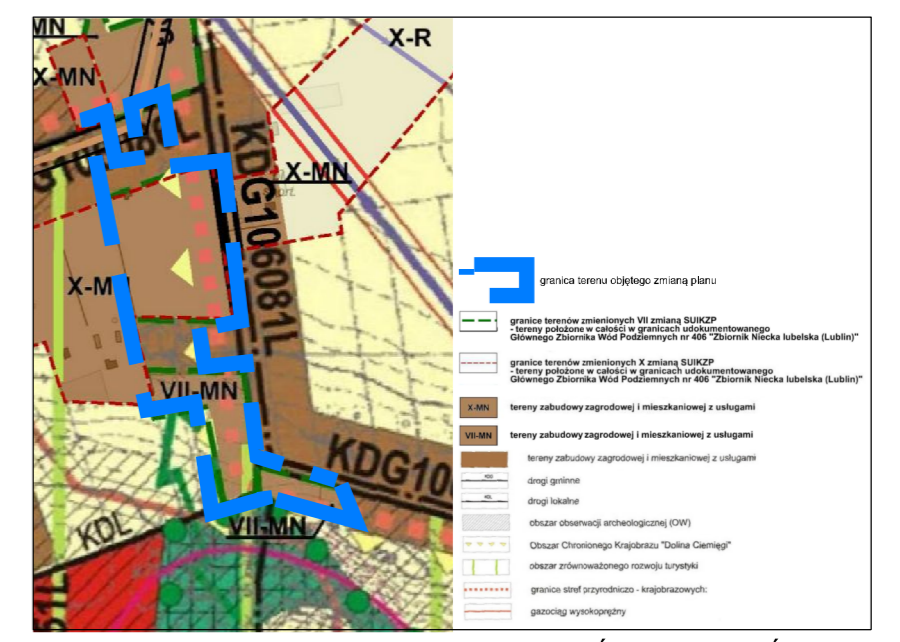 MN
3
X-R
X-MN
X-MN
KDG106081L
X-MN
VII-MN
KDG10
KDL
VII-MN
granica terenu objętego zmianą planu
granice terenów zmienionych VII zmianą SUIKZP
- tereny położone w całości w granicach udokumentowanego
Głównego Zbiornika Wód Podziemnych nr 406 "Zbiornik Niecka lubelska (Lublin)"
granice terenów zmienionych X zmianą SUIKZP
- tereny położone w całości w granicach udokumentowanego
Głównego Zbiornika Wód Podziemnych nr 406 "Zbiornik Niecka lubelska (Lublin)"
X-MN tereny zabudowy zagrodowej i mieszkaniowej z usługami
VII-MN tereny zabudowy zagrodowej i mieszkaniowej z usługami
tereny zabudowy zagrodowej i mieszkaniowej z usługami
KDG drogi gminne
KDL drogi lokalne
obszar obserwacji archeologicznej (OW)
Obszar Chronionego Krajobrazu "Dolina Ciemięgi"
obszar zrównoważonego rozwoju turystyki
granice stref przyrodniczo - krajobrazowych:
gazociąg wysokoprężny